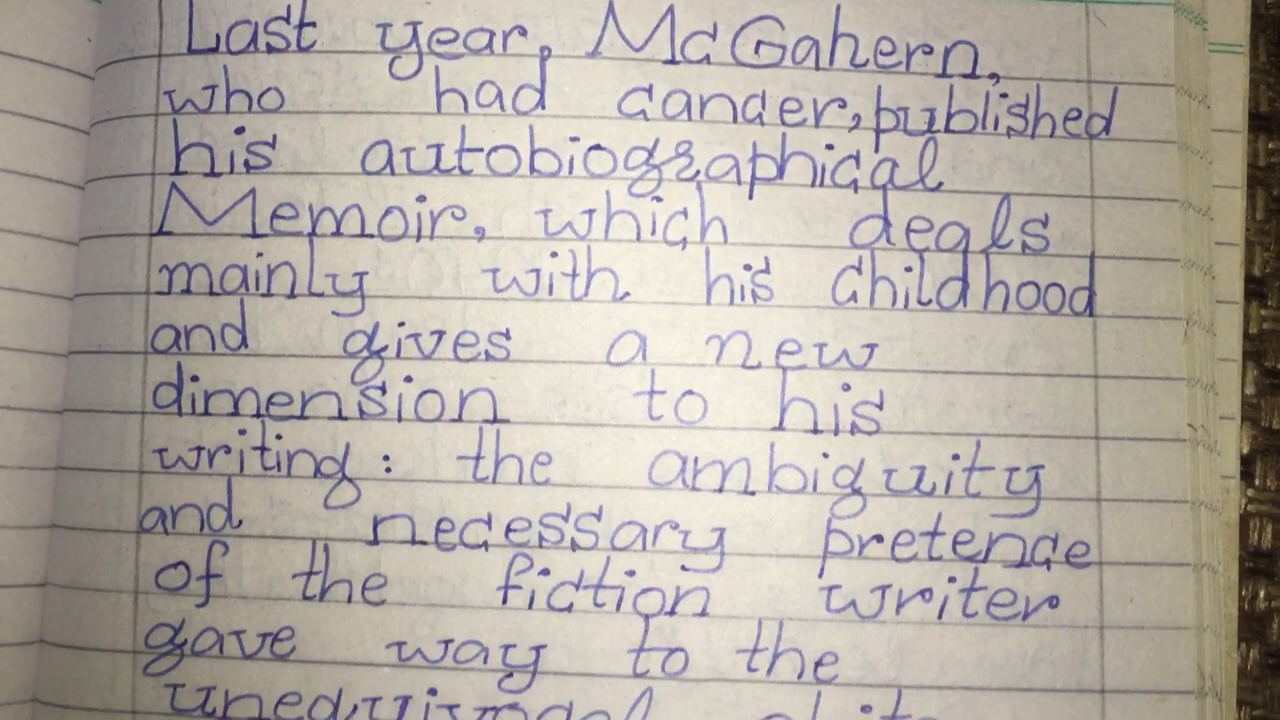 Last year, McGahern,
who had cancer, published
his autobiographical
Memoir, which deals
mainly with his childhood
and gives a new
dimension to his
writing: the ambiguity
and necessary pretence
of the fiction writer
gave way to the